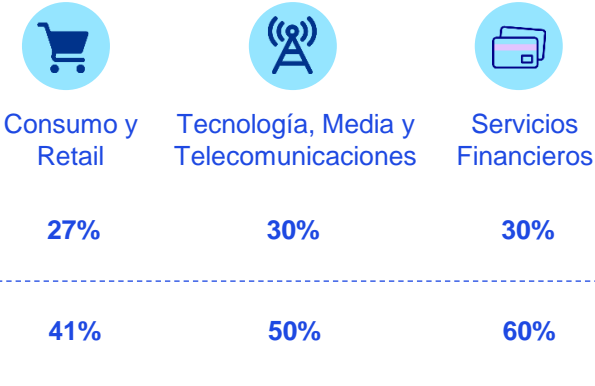 Consumo y Retail
Tecnología, Media y Telecomunicaciones
Servicios Financieros
27% 30% 30%
41% 50% 60%